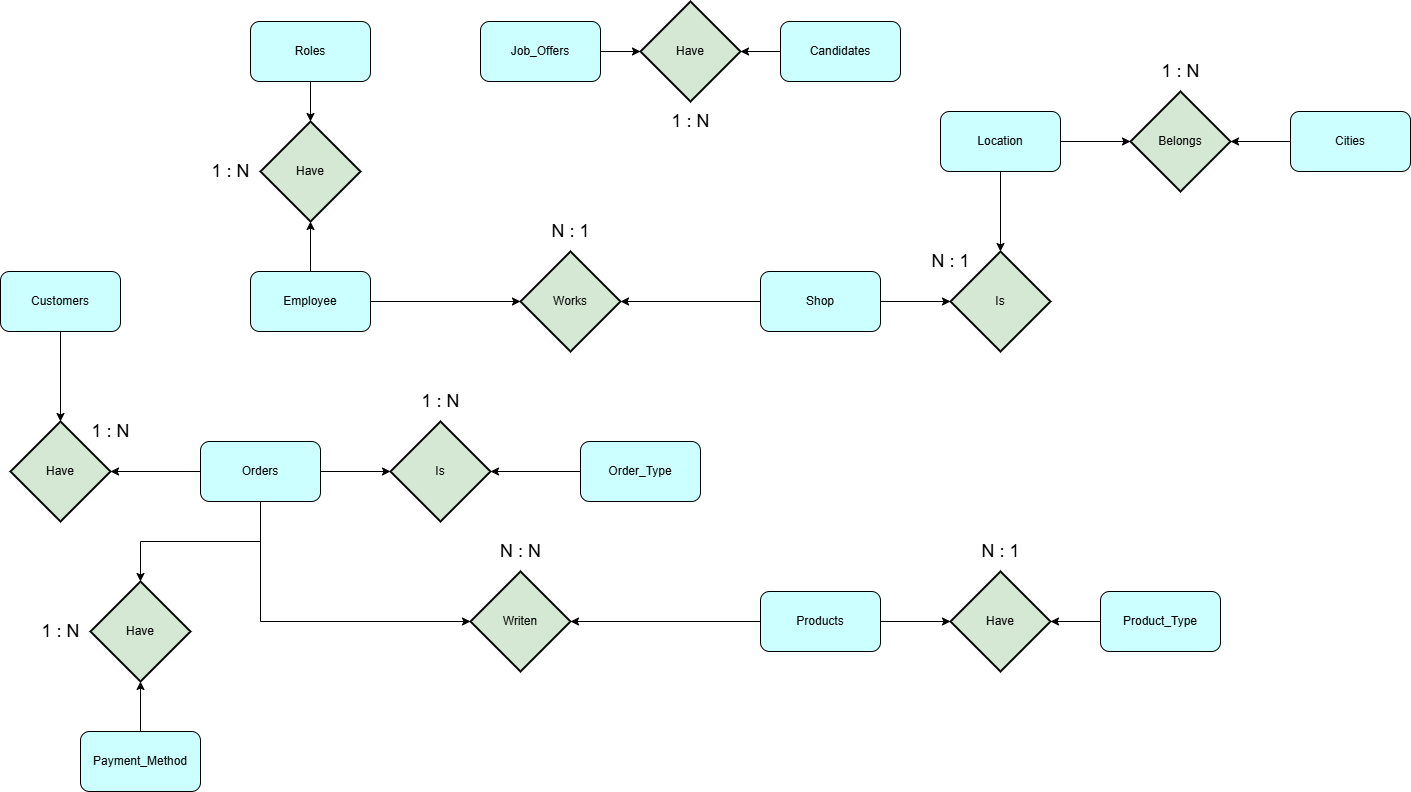 Roles
Job_Offers
Have
Candidates
1 : N
1 : N
Location
Belongs
Cities
1 : N
Have
N : 1
N : 1
Customers
Employee
Works
Shop
Is
1 : N
1 : N
Have
Orders
Is
Order_Type
N : N
N : 1
1 : N
Have
Writen
Products
Have
Product_Type
Payment_Method